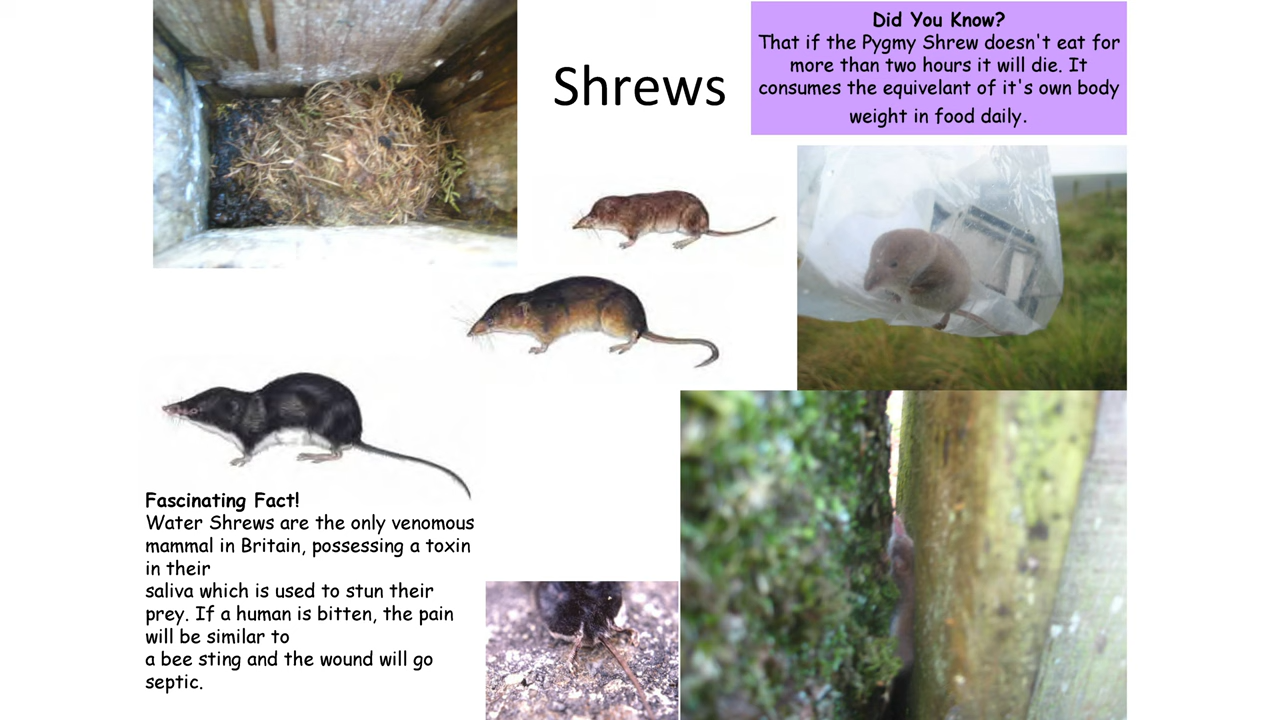 Shrews
Did You Know?
That if the Pygmy Shrew doesn't eat for
more than two hours it will die. It
consumes the equivelant of it's own body
weight in food daily.
Fascinating Fact!
Water Shrews are the only venomous
mammal in Britain, possessing a toxin
in their
saliva which is used to stun their
prey. If a human is bitten, the pain
will be similar to
a bee sting and the wound will go
septic.